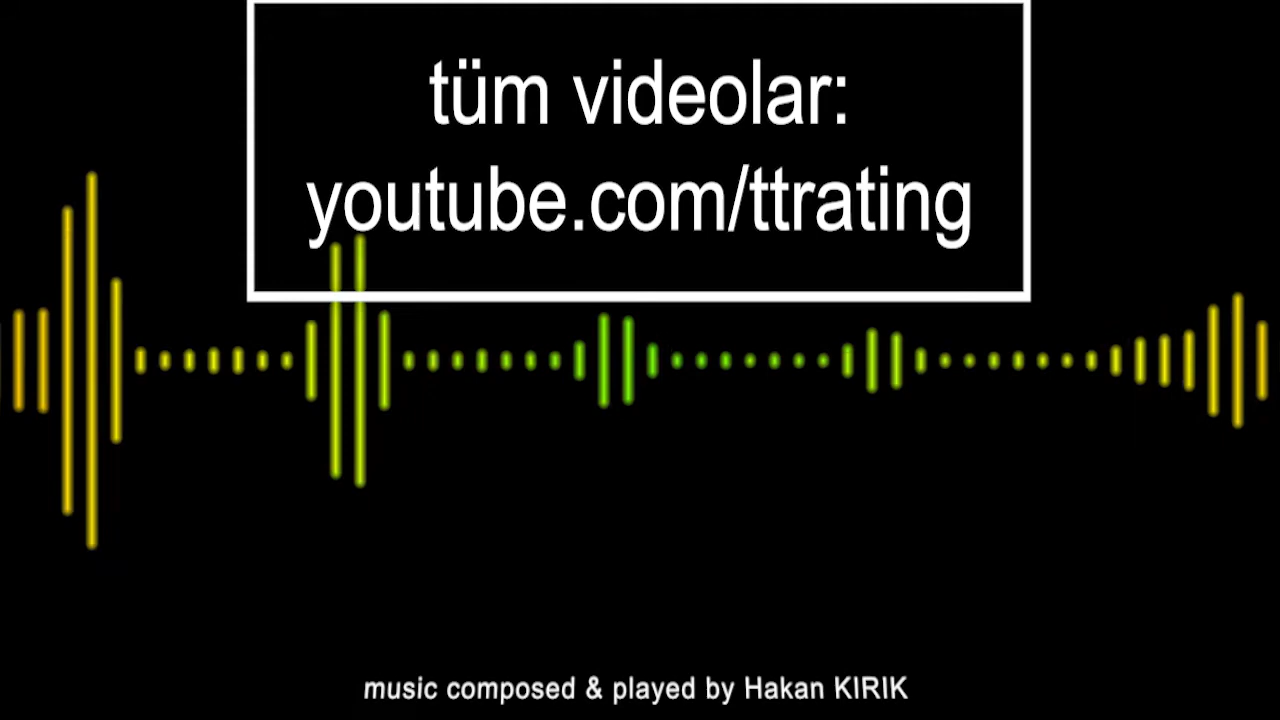 tüm videolar:
youtube.com/ttrating
music composed & played by Hakan KIRIK